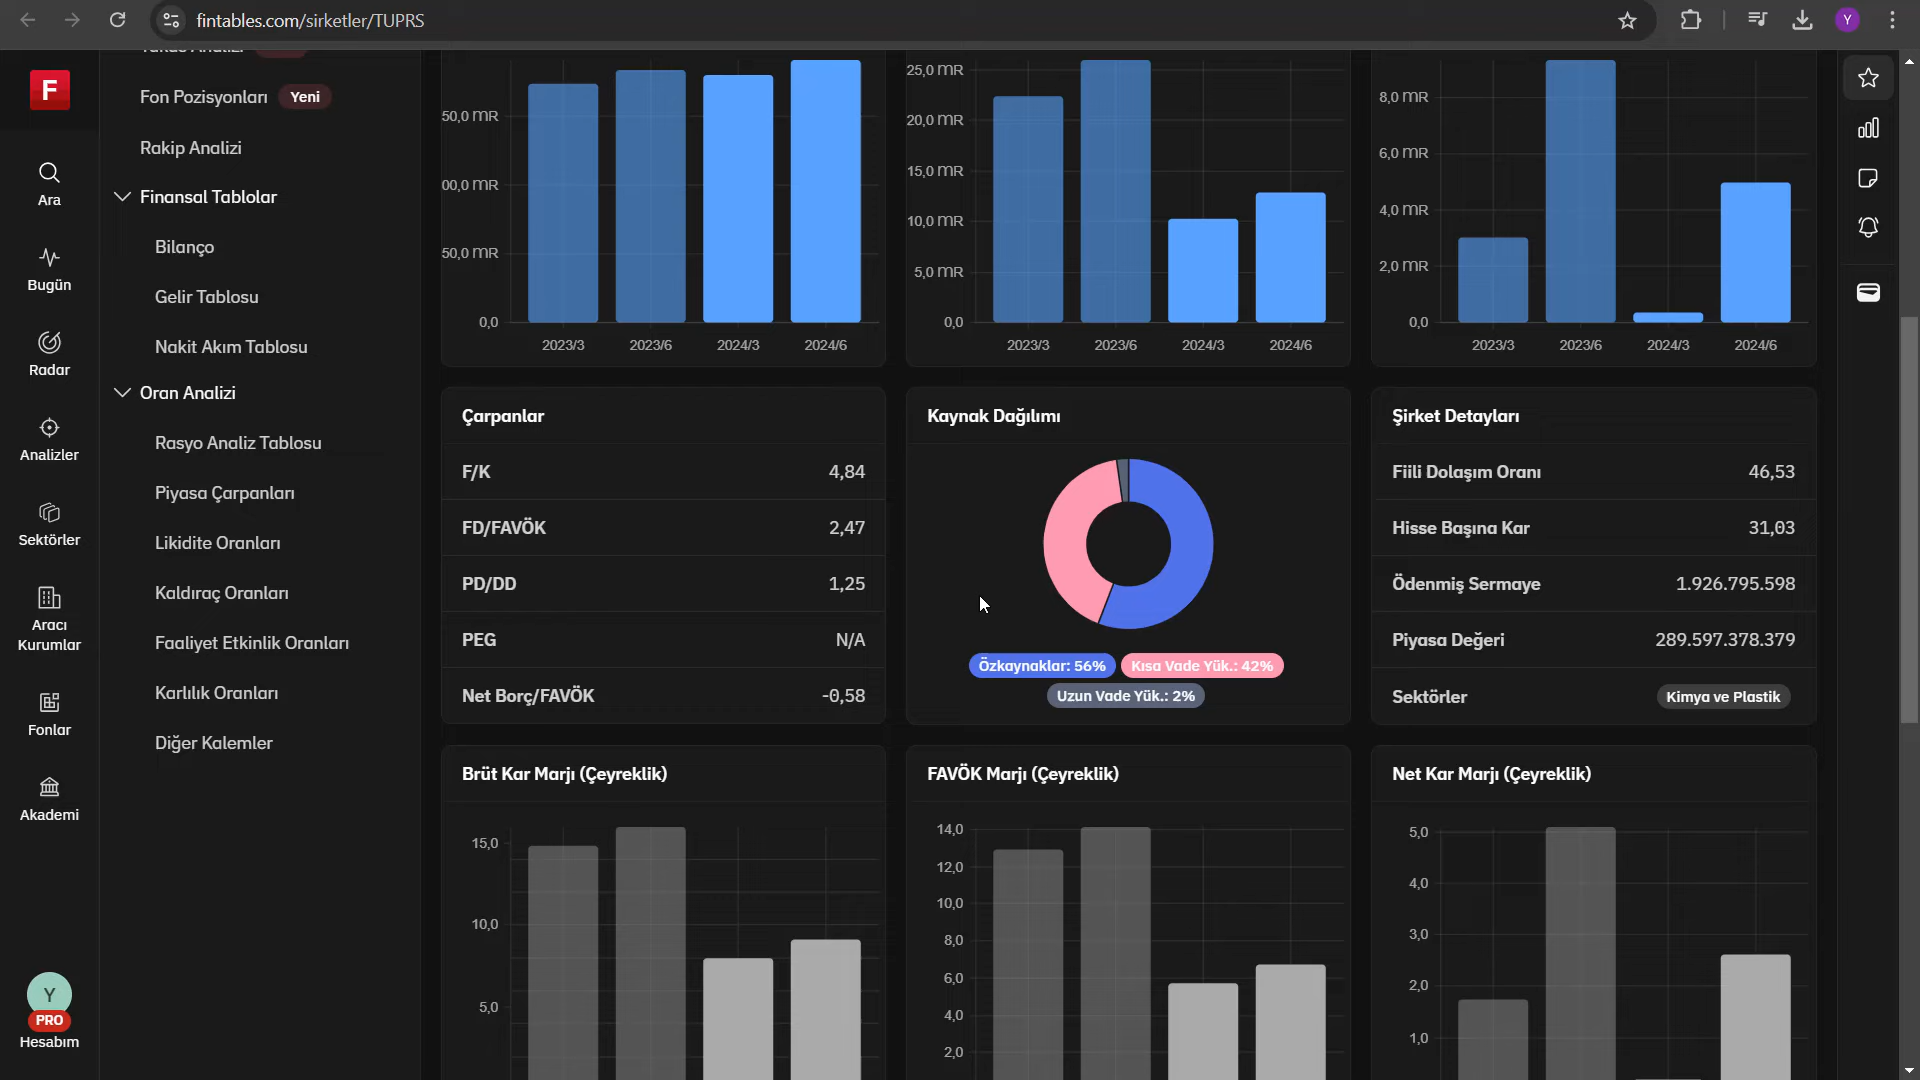 fintables.com/sirketler/TUPRS
Y
F
Ara
Bugün
Radar
Analizler
Sektörler
Aracı
Kurumlar
Fonlar
Akademi
Y
PRO
Hesabım
Fon Pozisyonları Yeni
Rakip Analizi
Finansal Tablolar
Bilanço
Gelir Tablosu
Nakit Akım Tablosu
Oran Analizi
Rasyo Analiz Tablosu
Piyasa Çarpanları
Likidite Oranları
Kaldıraç Oranları
Faaliyet Etkinlik Oranları
Karlılık Oranları
Diğer Kalemler
50,0 MR
00,0 MR
50,0 MR
0,0
2023/3 2023/6 2024/3 2024/6
25,0 MR
20,0 MR
15,0 MR
10,0 MR
5,0 MR
0,0
2023/3 2023/6 2024/3 2024/6
8,0 MR
6,0 MR
4,0 MR
2,0 MR
0,0
2023/3 2023/6 2024/3 2024/6
Çarpanlar
F/K 4,84
FD/FAVÖK 2,47
PD/DD 1,25
PEG N/A
Net Borç/FAVÖK -0,58
Kaynak Dağılımı
Özkaynaklar: 56% Kısa Vade Yük.: 42%
Uzun Vade Yük.: 2%
Şirket Detayları
Fiili Dolaşım Oranı 46,53
Hisse Başına Kar 31,03
Ödenmiş Sermaye 1.926.795.598
Piyasa Değeri 289.597.378.379
Sektörler Kimya ve Plastik
Brüt Kar Marjı (Çeyreklik)
15,0
10,0
5,0
FAVÖK Marjı (Çeyreklik)
14,0
12,0
10,0
8,0
6,0
4,0
2,0
Net Kar Marjı (Çeyreklik)
5,0
4,0
3,0
2,0
1,0